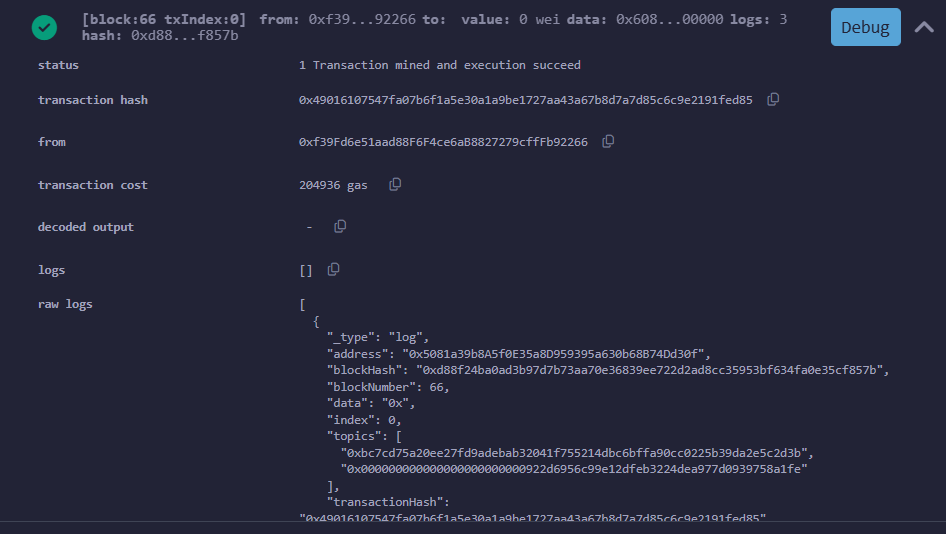 [block:66 txIndex:0] from: 0xf39...92266 to: value: 0 wei data: 0x608...00000 logs: 3
hash: 0xd88...f857b
Debug
status 1 Transaction mined and execution succeed
transaction hash 0x49016107547fa07b6f1a5e30a1a9be1727aa43a67b8d7a7d85c6c9e2191fed85
from 0xf39Fd6e51aad88F6F4ce6aB8827279cffFb92266
transaction cost 204936 gas
decoded output -
logs []
raw logs [
{
"_type": "log",
"address": "0x5081a39b8A5f0E35a8D959395a630b68B74Dd30f",
"blockHash": "0xd88f24ba0ad3b97d7b73aa70e36839ee722d2ad8cc35953bf634fa0e35cf857b",
"blockNumber": 66,
"data": "0x",
"index": 0,
"topics": [
"0xbc7cd75a20ee27fd9adebab32041f755214dbc6bffa90cc0225b39da2e5c2d3b",
"0x000000000000000000000000922d6956c99e12dfeb3224dea977d0939758a1fe"
],
"transactionHash":
"0x49016107547fa07b6f1a5e30a1a9be1727aa43a67b8d7a7d85c6c9e2191fed85"